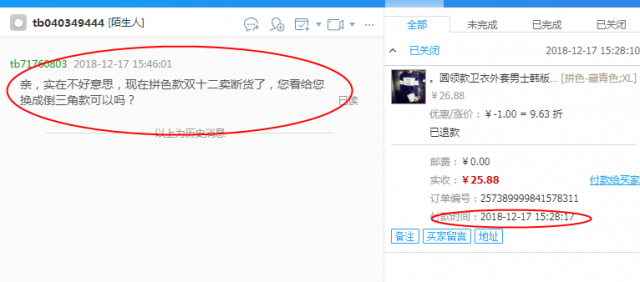 tb040349444 [陌生人]
tb71760803 2018-12-17 15:46:01
亲，实在不好意思，现在拼色款双十二卖断货了，您看给您
换成倒三角款可以吗？
已读
以上为历史消息
全部 未完成 已完成 已关闭
已关闭 2018-12-17 15:28:10
。圆领款卫衣外套男士韩版... [拼色-藏青色;XL]
￥26.88
优惠/涨价：￥-1.00 = 9.63 折
已退款
邮费：￥0.00
实收：￥25.88 付款给买家
订单编号：257389999841578311
付款时间：2018-12-17 15:28:17
备注 买家留言 地址